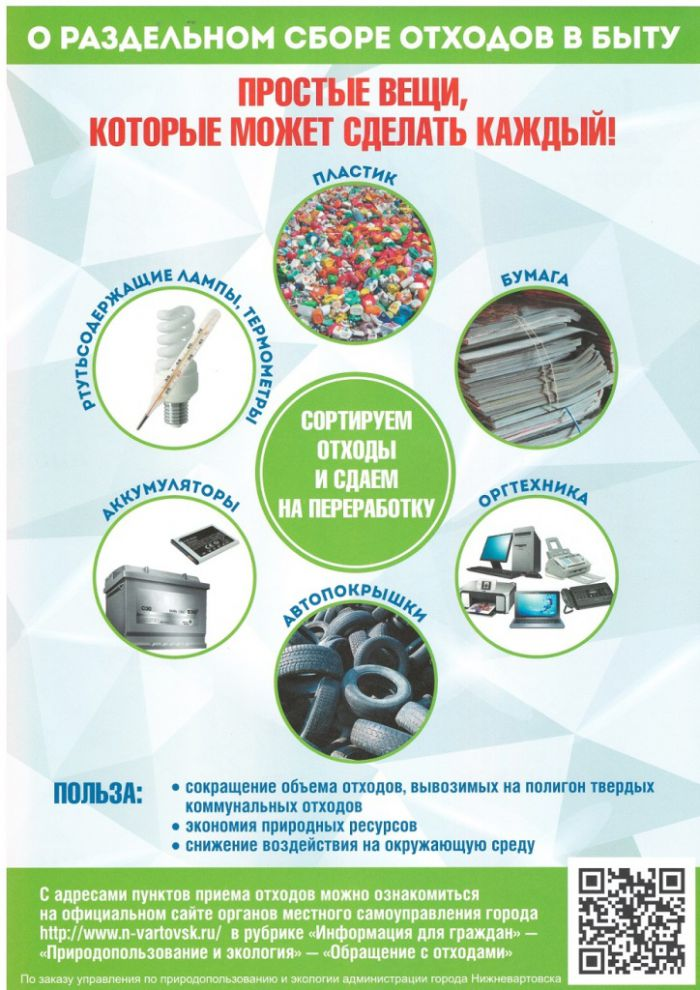 О РАЗДЕЛЬНОМ СБОРЕ ОТХОДОВ В БЫТУ
ПРОСТЫЕ ВЕЩИ,
КОТОРЫЕ МОЖЕТ СДЕЛАТЬ КАЖДЫЙ!
ПЛАСТИК
РТУТЬСОДЕРЖАЩИЕ ЛАМПЫ, ТЕРМОМЕТРЫ
БУМАГА
СОРТИРУЕМ
ОТХОДЫ
И СДАЕМ
НА ПЕРЕРАБОТКУ
АККУМУЛЯТОРЫ
ОРГТЕХНИКА
АВТОПОКРЫШКИ
ПОЛЬЗА:
• сокращение объема отходов, вывозимых на полигон твердых
коммунальных отходов
• экономия природных ресурсов
• снижение воздействия на окружающую среду
С адресами пунктов приема отходов можно ознакомиться
на официальном сайте органов местного самоуправления города
http://www.n-vartovsk.ru/ в рубрике «Информация для граждан» —
«Природопользование и экология» — «Обращение с отходами»
По заказу управления по природопользованию и экологии администрации города Нижневартовска